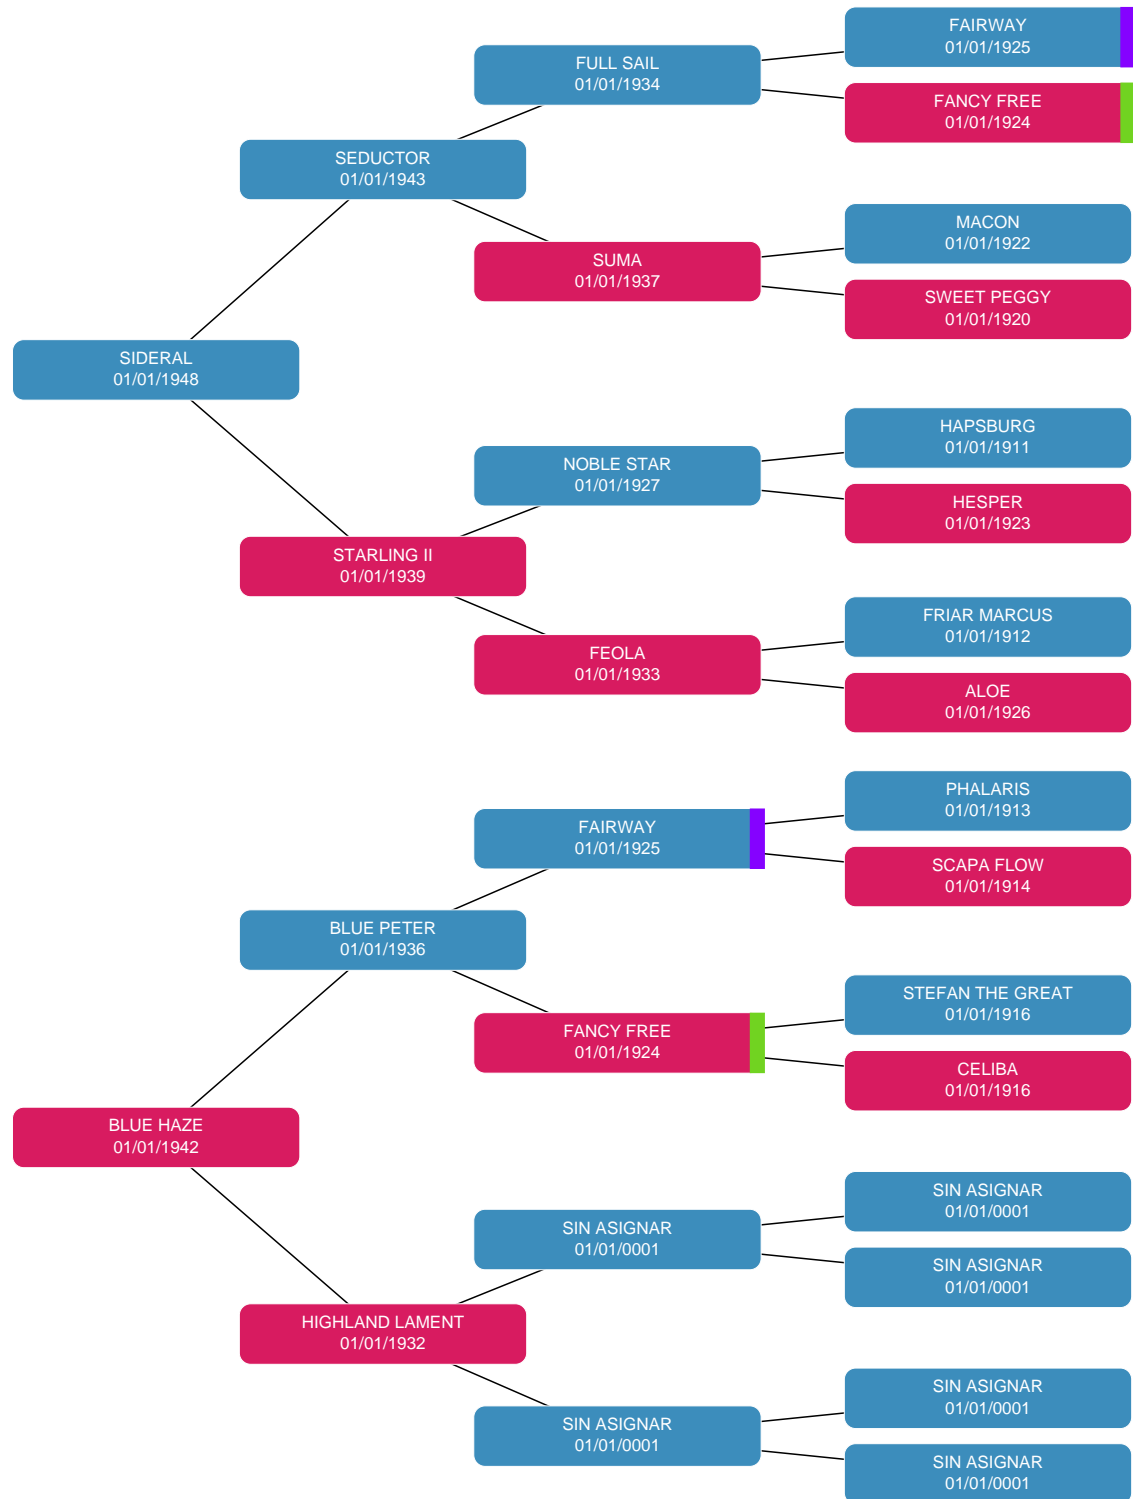 FAIRWAY
01/01/1925
FULL SAIL
01/01/1934
FANCY FREE
01/01/1924
SEDUCTOR
01/01/1943
MACON
01/01/1922
SUMA
01/01/1937
SWEET PEGGY
01/01/1920
SIDERAL
01/01/1948
HAPSBURG
01/01/1911
NOBLE STAR
01/01/1927
HESPER
01/01/1923
STARLING II
01/01/1939
FRIAR MARCUS
01/01/1912
FEOLA
01/01/1933
ALOE
01/01/1926
PHALARIS
01/01/1913
FAIRWAY
01/01/1925
SCAPA FLOW
01/01/1914
BLUE PETER
01/01/1936
STEFAN THE GREAT
01/01/1916
FANCY FREE
01/01/1924
CELIBA
01/01/1916
BLUE HAZE
01/01/1942
SIN ASIGNAR
01/01/0001
SIN ASIGNAR
01/01/0001
SIN ASIGNAR
01/01/0001
HIGHLAND LAMENT
01/01/1932
SIN ASIGNAR
01/01/0001
SIN ASIGNAR
01/01/0001
SIN ASIGNAR
01/01/0001